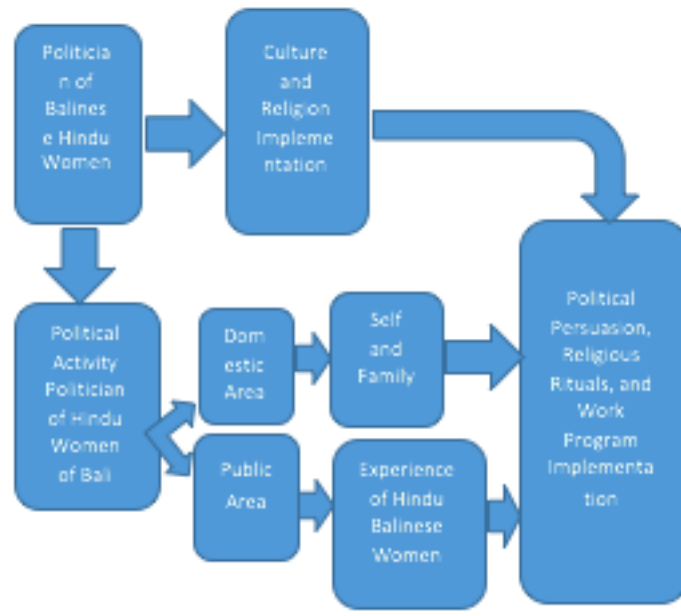 Politicia
n of
Balines
e Hindu
Women
Culture
and
Religion
Impleme
ntation
Political
Activity
Politician
of Hindu
Women
of Bali
Dom
estic
Area
Self
and
Family
Public
Area
Experience
of Hindu
Balinese
Women
Political
Persuasion,
Religious
Rituals, and
Work
Program
Implementa
tion